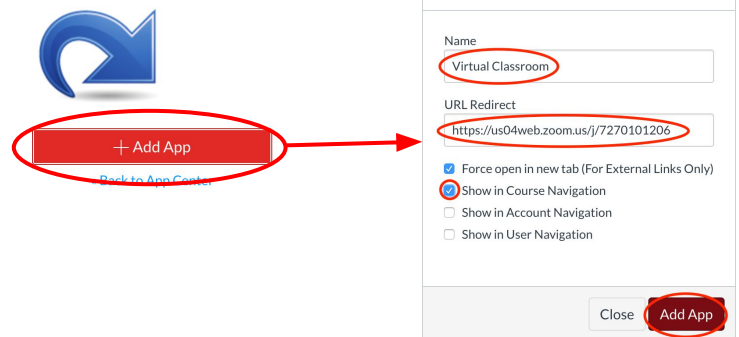 + Add App
Back to App Center
Name
Virtual Classroom
URL Redirect
https://us04web.zoom.us/j/7270101206
Force open in new tab (For External Links Only)
Show in Course Navigation
Show in Account Navigation
Show in User Navigation
Close
Add App